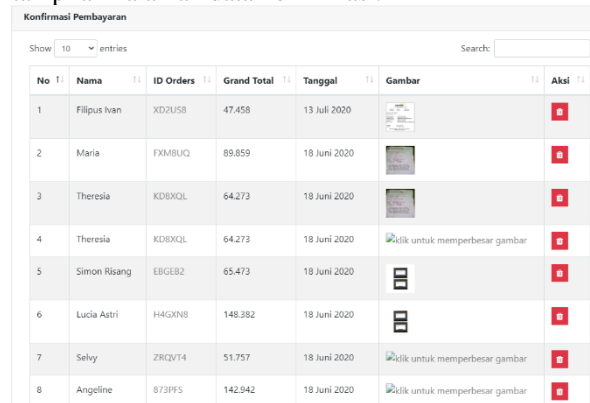 Konfirmasi Pembayaran
Show 10 entries Search:
No Nama ID Orders Grand Total Tanggal Gambar Aksi
1 Filipus Ivan XD2US8 47.458 13 Juli 2020
2 Maria FXM8UQ 89.859 18 Juni 2020
3 Theresia KD8XQL 64.273 18 Juni 2020
4 Theresia KD8XQL 64.273 18 Juni 2020 klik untuk memperbesar gambar
5 Simon Risang EBGEB2 65.473 18 Juni 2020
6 Lucia Astri H4GXN8 148.382 18 Juni 2020
7 Selvy ZRQVT4 51.757 18 Juni 2020 klik untuk memperbesar gambar
8 Angeline 873PFS 142.942 18 Juni 2020 klik untuk memperbesar gambar